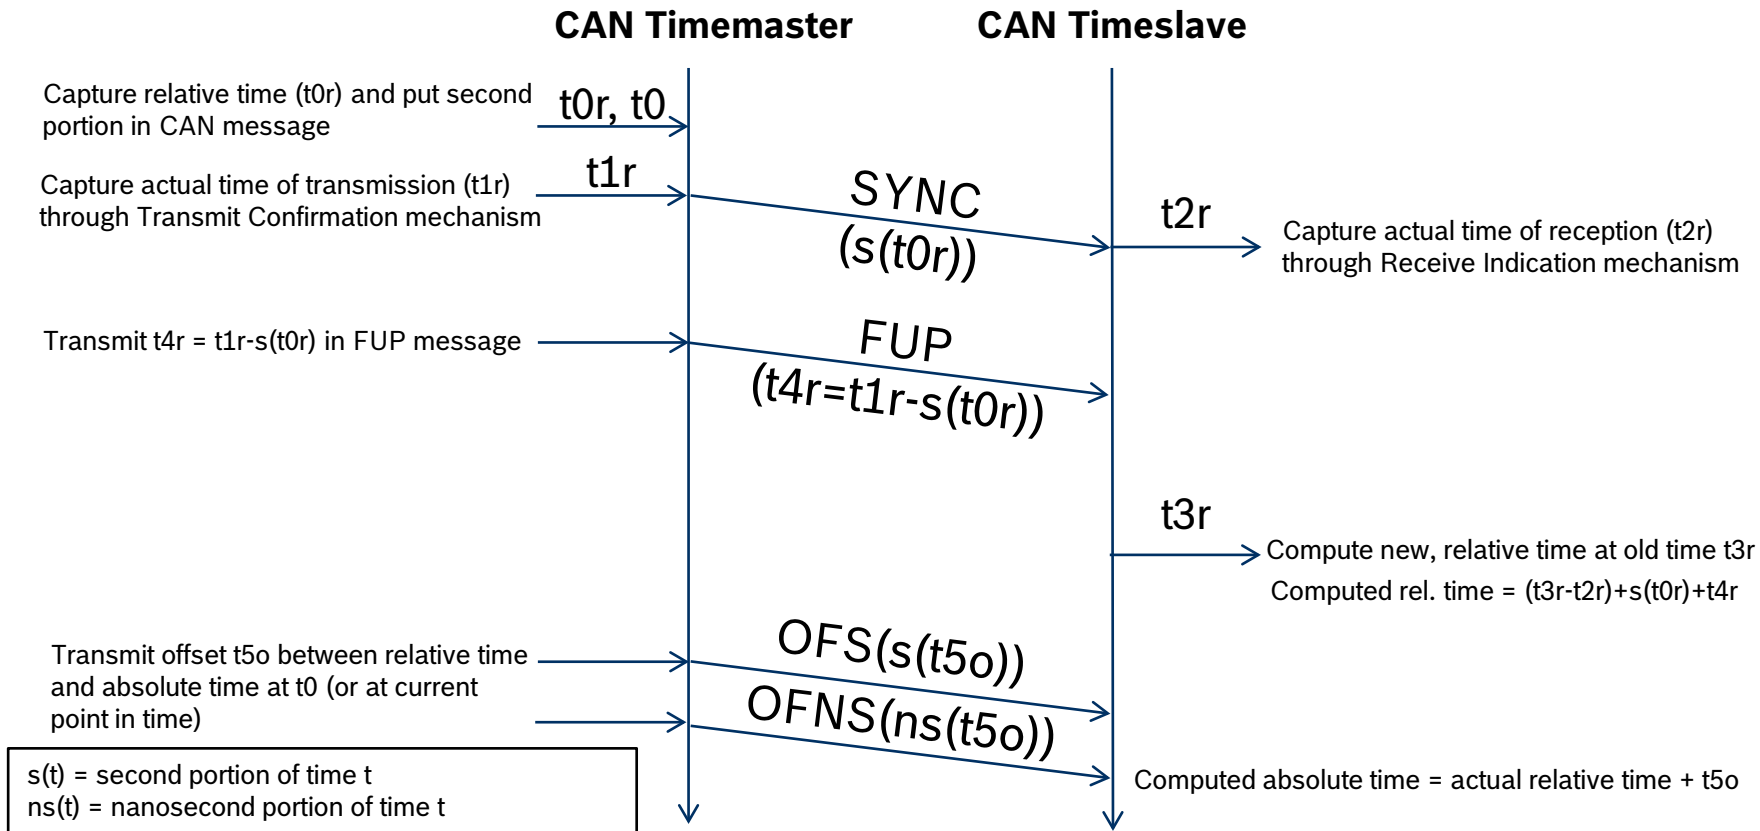 CAN Timemaster
CAN Timeslave
Capture relative time (t0r) and put second
portion in CAN message
t0r, t0
Capture actual time of transmission (t1r)
through Transmit Confirmation mechanism
t1r
SYNC
(s(t0r))
t2r
Capture actual time of reception (t2r)
through Receive Indication mechanism
Transmit t4r = t1r-s(t0r) in FUP message
FUP
(t4r=t1r-s(t0r))
t3r
Compute new, relative time at old time t3r
Computed rel. time = (t3r-t2r)+s(t0r)+t4r
Transmit offset t5o between relative time
and absolute time at t0 (or at current
point in time)
OFS(s(t5o))
OFNS(ns(t5o))
Computed absolute time = actual relative time + t5o
s(t) = second portion of time t
ns(t) = nanosecond portion of time t